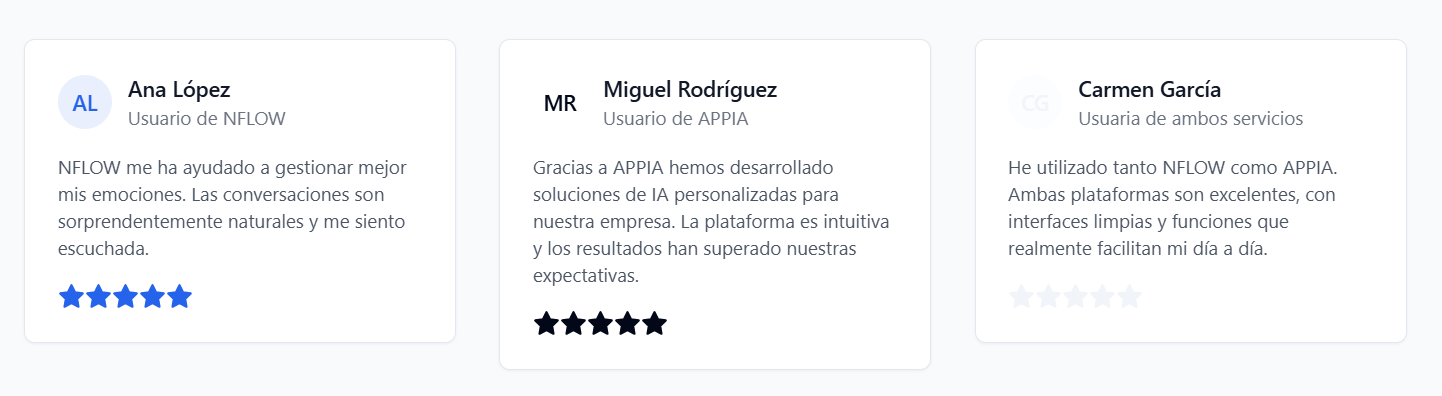 AL
Ana López
Usuario de NFLOW
NFLOW me ha ayudado a gestionar mejor
mis emociones. Las conversaciones son
sorprendentemente naturales y me siento
escuchada.
MR
Miguel Rodríguez
Usuario de APPIA
Gracias a APPIA hemos desarrollado
soluciones de IA personalizadas para
nuestra empresa. La plataforma es intuitiva
y los resultados han superado nuestras
expectativas.
CG
Carmen García
Usuaria de ambos servicios
He utilizado tanto NFLOW como APPIA.
Ambas plataformas son excelentes, con
interfaces limpias y funciones que
realmente facilitan mi día a día.